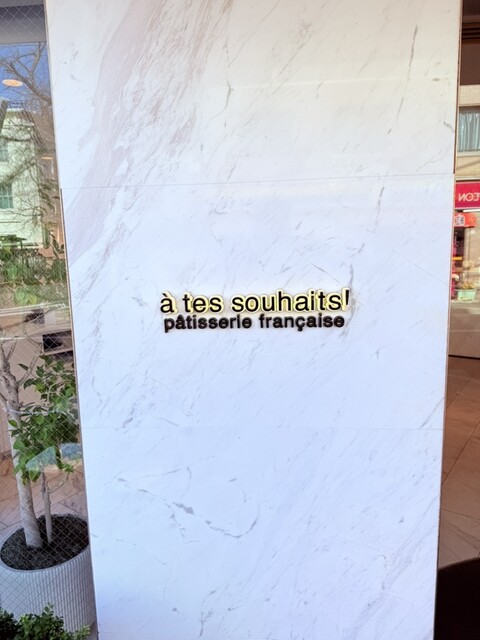 à tes souhaits!
pâtisserie française